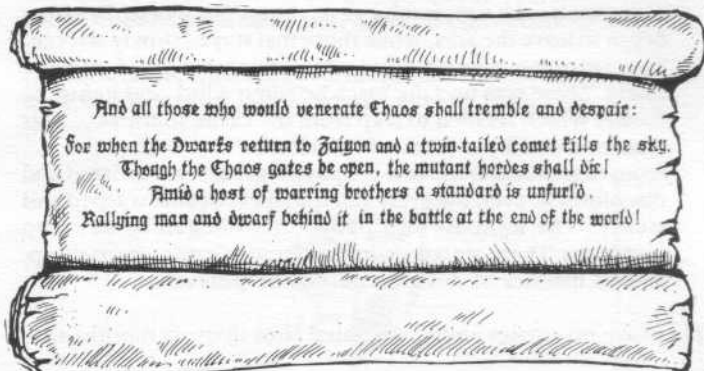 And all those who would venerate Chaos shall tremble and despair:
For when the Dwarfs return to Zaiyon and a twin-tailed comet kills the sky,
Though the Chaos gates be open, the mutant hordes shall die!
Amid a host of warring brothers a standard is unfurl'd,
Rallying man and dwarf behind it in the battle at the end of the world!